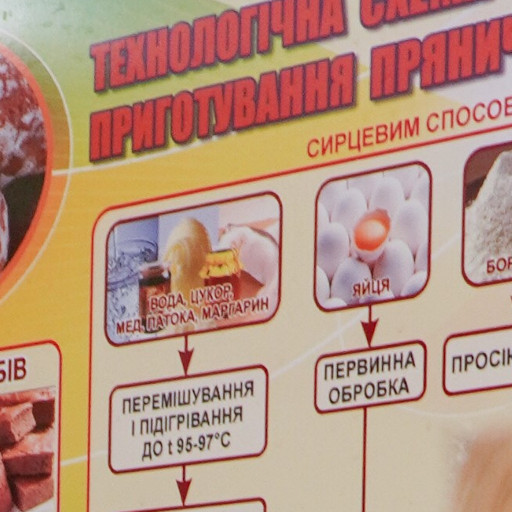 ТЕХНОЛОГІЧНА
ПРИГОТУВАННЯ
СИРЦЕВИМ
ВОДА, ЦУКОР,
МЕД, ПАТОКА, МАРГАРИН
ЯЙЦЯ
ПЕРЕМІШУВАННЯ
І ПІДІГРІВАННЯ
ДО t 95-97°С
ПЕРВИННА
ОБРОБКА